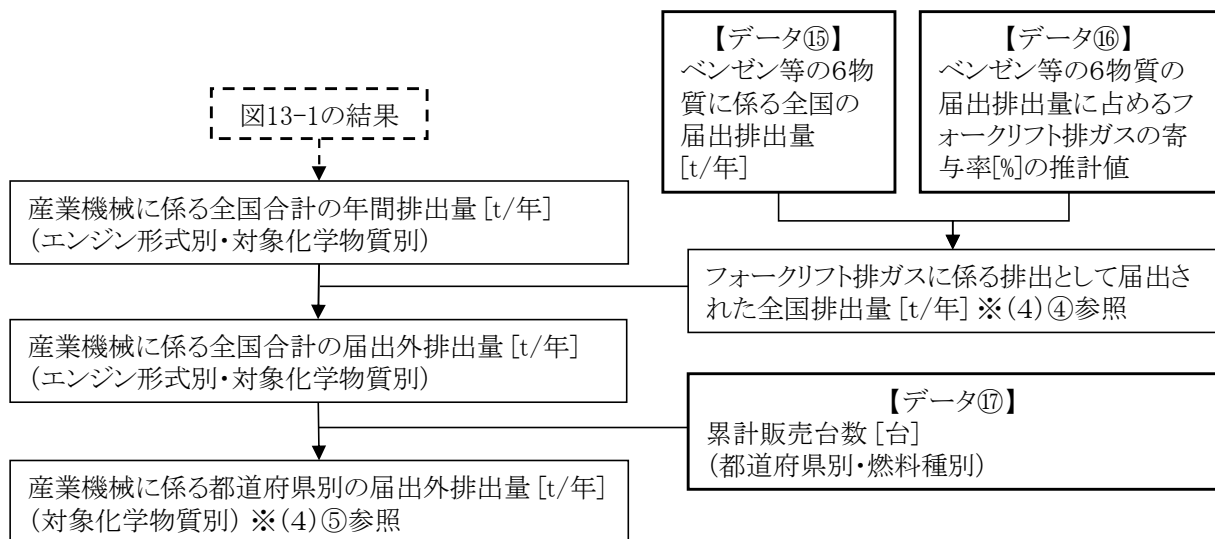 【データ⑮】
ベンゼン等の6物
質に係る全国の
届出排出量
[t/年]
【データ⑯】
ベンゼン等の6物質の
届出排出量に占めるフ
ォークリフト排ガスの寄
与率[%]の推計値
図13-1の結果
産業機械に係る全国合計の年間排出量[t/年]
(エンジン形式別・対象化学物質別)
フォークリフト排ガスに係る排出として届出さ
れた全国排出量[t/年]※(4)④参照
産業機械に係る全国合計の届出外排出量[t/年]
(エンジン形式別・対象化学物質別)
【データ⑰】
累計販売台数[台]
(都道府県別・燃料種別)
産業機械に係る都道府県別の届出外排出量[t/年]
(対象化学物質別)※(4)⑤参照